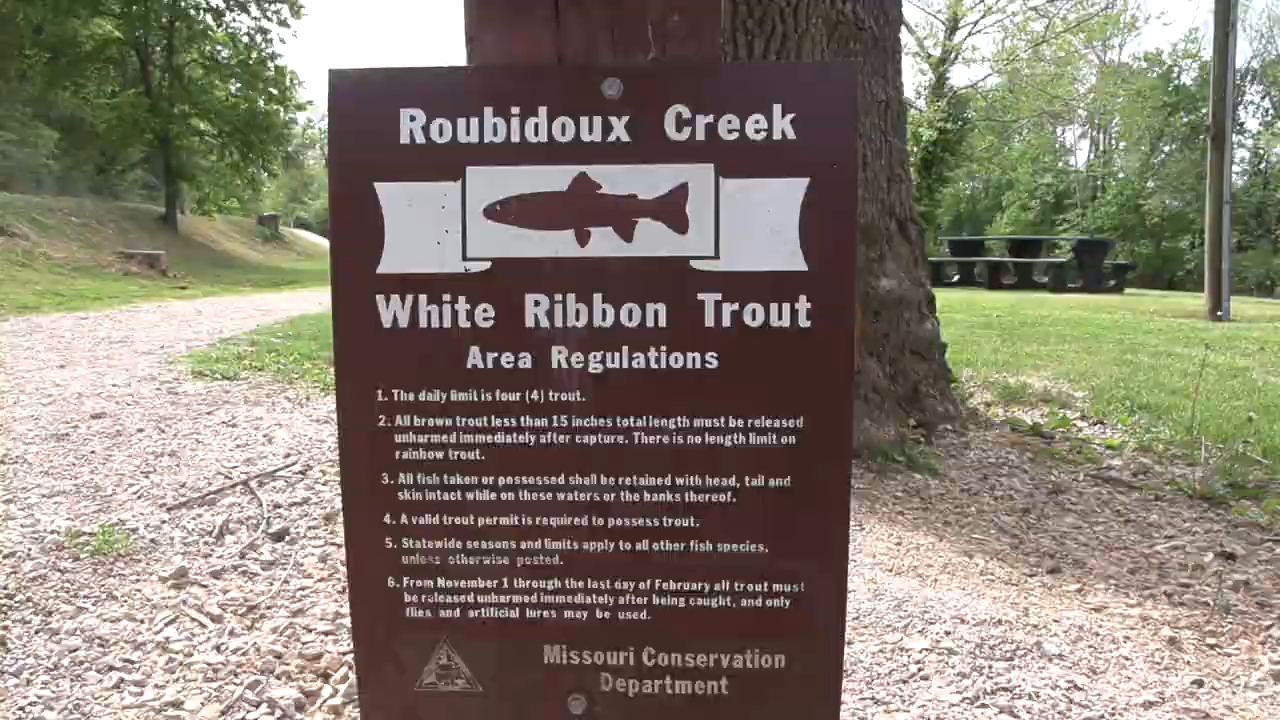 Roubidoux Creek
White Ribbon Trout
Area Regulations
1. The daily limit is four (4) trout.
2. All brown trout less than 15 inches total length must be released
unharmed immediately after capture. There is no length limit on
rainbow trout.
3. All fish taken or possessed shall be retained with head, tail and
skin intact while on these waters or the banks thereof.
4. A valid trout permit is required to possess trout.
5. Statewide seasons and limits apply to all other fish species,
unless otherwise posted.
6. From November 1 through the last day of February all trout must
be released unharmed immediately after being caught, and only
flies and artificial lures may be used.
Missouri Conservation
Department